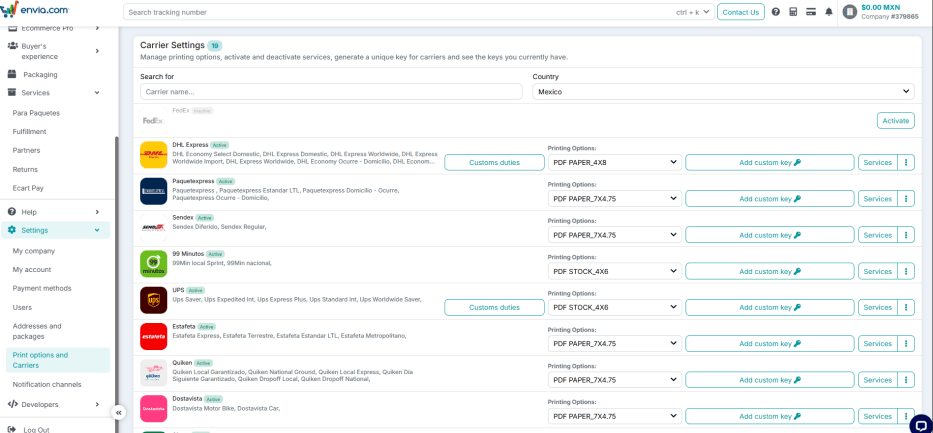 envia.com
Search tracking number
ctrl + k
Contact Us
$0.00 MXN
Company #379865
Ecommerce Pro
Buyer's
experience
Packaging
Services
Para Paquetes
Fulfillment
Partners
Returns
Ecart Pay
Help
Settings
My company
My account
Payment methods
Users
Addresses and
packages
Print options and
Carriers
Notification channels
Developers
Log Out
Carrier Settings 19
Manage printing options, activate and deactivate services, generate a unique key for carriers and see the keys you currently have.
Search for
Country
Carrier name...
Mexico
FedEx
FedEx Inactive
Activate
DHL Express Active
DHL Economy Select Domestic, DHL Express Domestic, DHL Express Worldwide, DHL Express
Worldwide Import, DHL Express Worldwide, DHL Economy Ocurre - Domicilio, DHL Econom...
Customs duties
Printing Options:
PDF PAPER_4X8
Add custom key
Services
Paquetexpress Active
Paquetexpress , Paquetexpress Estandar LTL, Paquetexpress Domicilio - Ocurre,
Paquetexpress Ocurre - Domicilio,
Printing Options:
PDF PAPER_7X4.75
Add custom key
Services
Sendex Active
Sendex Diferido, Sendex Regular,
Printing Options:
PDF PAPER_7X4.75
Add custom key
Services
99
minutos
99 Minutos Active
99Min local Sprint, 99Min nacional,
Printing Options:
PDF STOCK_4X6
Add custom key
Services
ups
UPS Active
Ups Saver, Ups Expedited Int, Ups Express Plus, Ups Standard Int, Ups Worldwide Saver,
Customs duties
Printing Options:
PDF STOCK_4X6
Add custom key
Services
estafeta
Estafeta Active
Estafeta Express, Estafeta Terrestre, Estafeta Estandar LTL, Estafeta Metropolitano,
Printing Options:
PDF PAPER_7X4.75
Add custom key
Services
quiken
Quiken Active
Quiken Local Garantizado, Quiken National Ground, Quiken Local Express, Quiken Dia
Siguiente Garantizado, Quiken Dropoff Local, Quiken Dropoff National,
Printing Options:
PDF PAPER_7X4.75
Add custom key
Services
Dostavista
Dostavista Active
Dostavista Motor Bike, Dostavista Car,
Printing Options:
PDF PAPER_7X4.75
Add custom key
Services